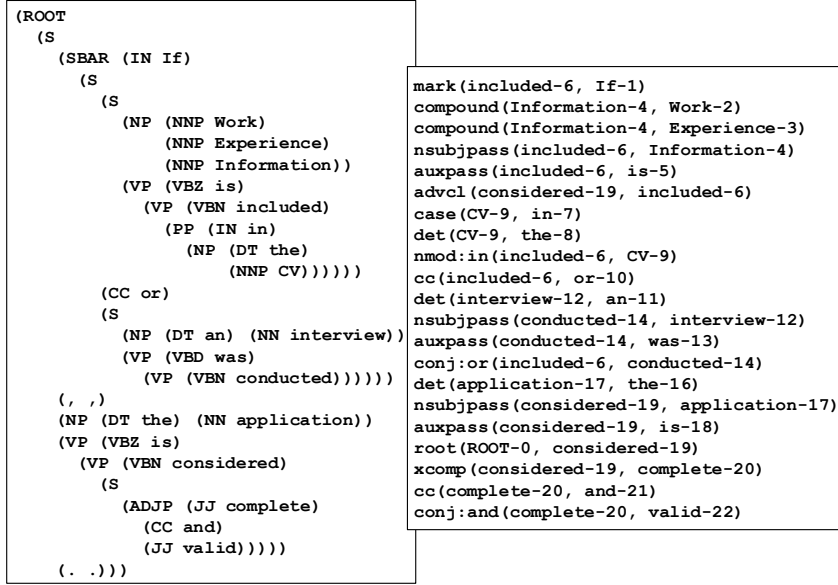 (ROOT
(S
(SBAR (IN If)
(S
(S
(NP (NNP Work)
(NNP Experience)
(NNP Information))
(VP (VBZ is)
(VP (VBN included)
(PP (IN in)
(NP (DT the)
(NNP CV))))))
(CC or)
(S
(NP (DT an) (NN interview))
(VP (VBD was)
(VP (VBN conducted))))))
(, ,)
(NP (DT the) (NN application))
(VP (VBZ is)
(VP (VBN considered)
(S
(ADJP (JJ complete)
(CC and)
(JJ valid)))))
(. .)))
mark(included-6, If-1)
compound(Information-4, Work-2)
compound(Information-4, Experience-3)
nsubjpass(included-6, Information-4)
auxpass(included-6, is-5)
advcl(considered-19, included-6)
case(CV-9, in-7)
det(CV-9, the-8)
nmod:in(included-6, CV-9)
cc(included-6, or-10)
det(interview-12, an-11)
nsubjpass(conducted-14, interview-12)
auxpass(conducted-14, was-13)
conj:or(included-6, conducted-14)
det(application-17, the-16)
nsubjpass(considered-19, application-17)
auxpass(considered-19, is-18)
root(ROOT-0, considered-19)
xcomp(considered-19, complete-20)
cc(complete-20, and-21)
conj:and(complete-20, valid-22)